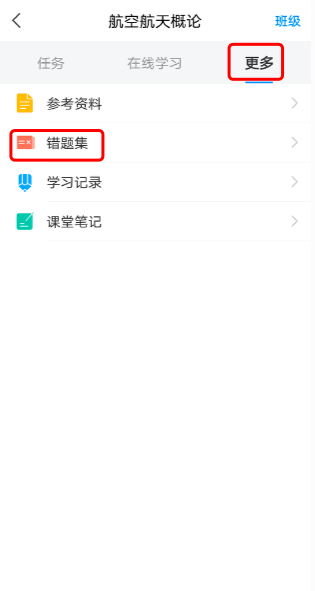 航空航天概论 班级
任务 在线学习 更多
参考资料
错题集
学习记录
课堂笔记